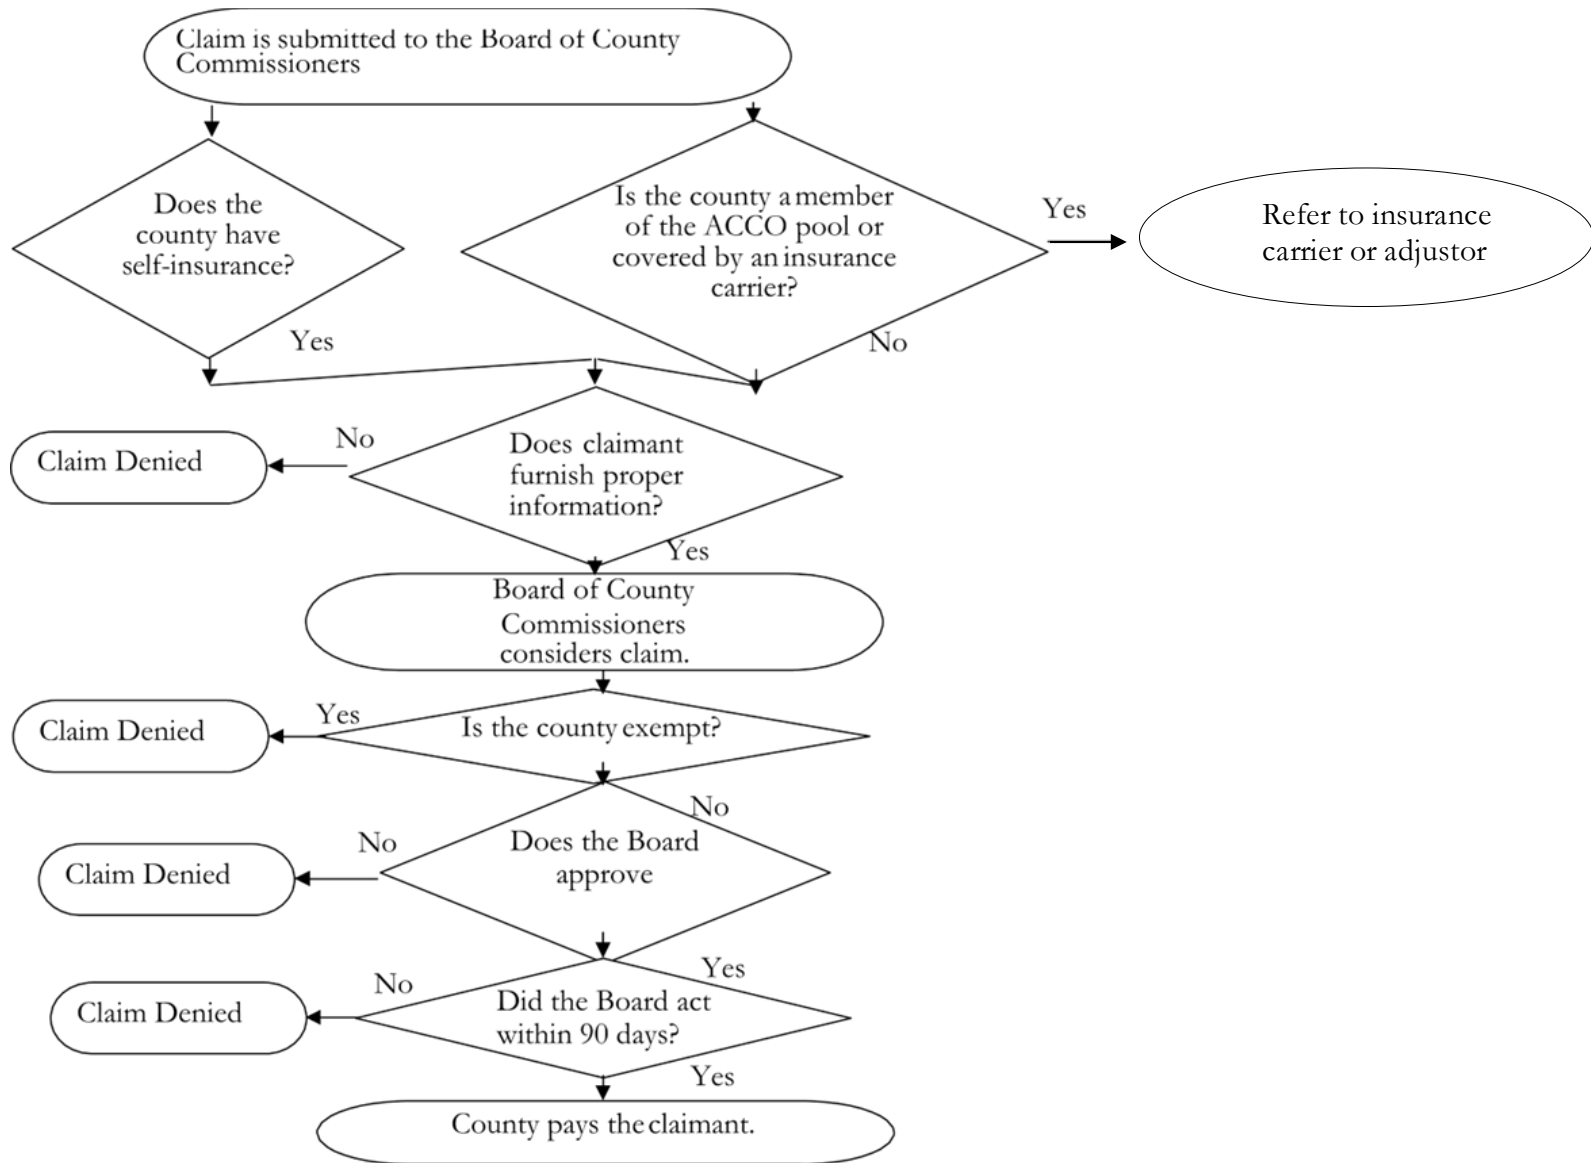 Claim is submitted to the Board of County
Commissioners
Does the
county have
self-insurance?
Is the county a member
of the ACCO pool or
covered by an insurance
carrier?
Yes
Refer to insurance
carrier or adjustor
Yes
No
Claim Denied
No
Does claimant
furnish proper
information?
Yes
Board of County
Commissioners
considers claim.
Claim Denied
Yes
Is the county exempt?
No
Claim Denied
No
Does the Board
approve
Yes
Claim Denied
No
Did the Board act
within 90 days?
Yes
County pays the claimant.